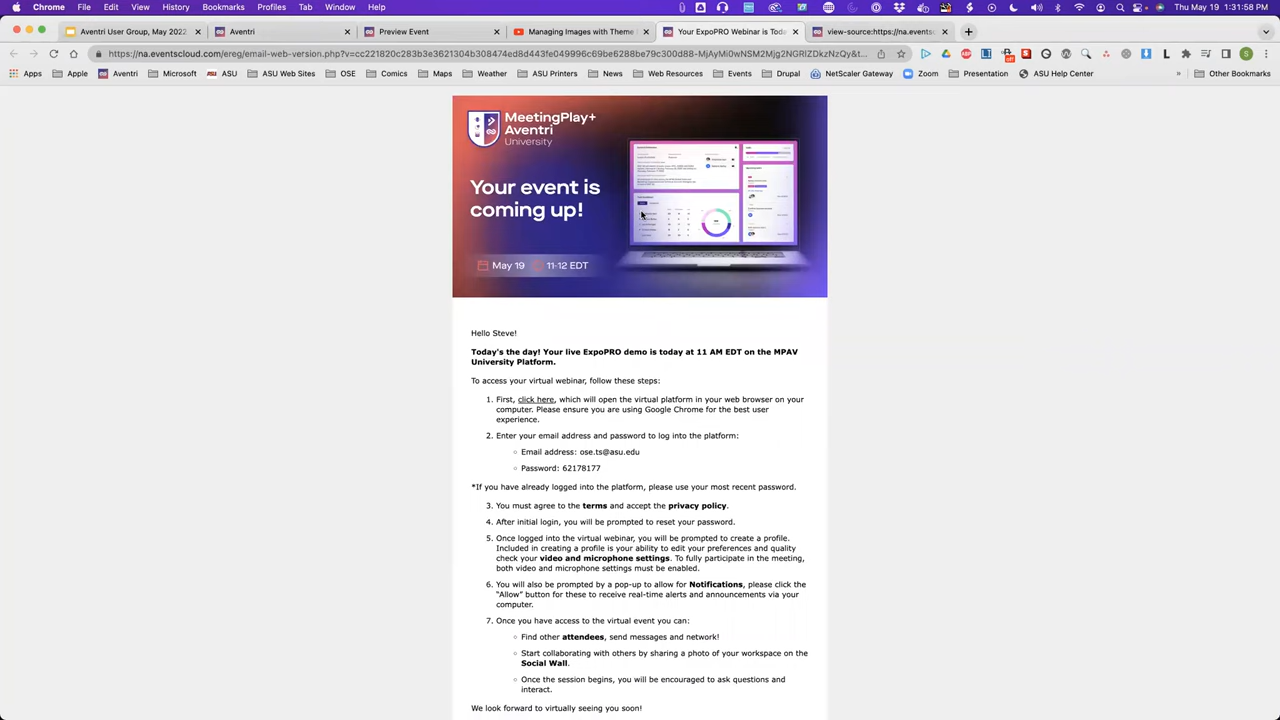 Chrome File Edit View History Bookmarks Profiles Tab Window Help Thu May 19 1:58 PM
Aventri User Group, May 2022 Aventri Preview Event Managing Images with Theme Your ExpoPRO Webinar is Toda view-source:https://na.events
https://na.eventscloud.com/ereg/email-web-version.php?
Apps Apple Aventri Microsoft ASU ASU Web Sites OSE Comics Maps Weather ASU Printers News Web Resources Events Drupal NetScaler Gateway Zoom Presentation ASU Help Center » Other Bookmarks
MeetingPlay+
Aventri
University
Your event is
coming up!
May 19 11-12 EDT
Hello Steve!
Today's the day! Your live ExpoPRO demo is today at 11 AM EDT on the MPAV
University Platform.
To access your virtual webinar, follow these steps:
1. First, click here, which will open the virtual platform in your web browser on your
computer. Please ensure you are using Google Chrome for the best user
experience.
2. Enter your email address and password to log into the platform:
Email address: ose.ts@asu.edu
Password: 62178177
*If you have already logged into the platform, please use your most recent password.
3. You must agree to the terms and accept the privacy policy.
4. After initial login, you will be prompted to reset your password.
5. Once logged into the virtual webinar, you will be prompted to create a profile.
Included in creating a profile is your ability to edit your preferences and quality
check your video and microphone settings. To fully participate in the meeting,
both video and microphone settings must be enabled.
6. You will also be prompted by a pop-up to allow for Notifications, please click the
“Allow” button for these to receive real-time alerts and announcements via your
computer.
7. Once you have access to the virtual event you can:
Find other attendees, send messages and network!
Start collaborating with others by sharing a photo of your workspace on the
Social Wall.
Once the session begins, you will be encouraged to ask questions and
interact.
We look forward to virtually seeing you soon!